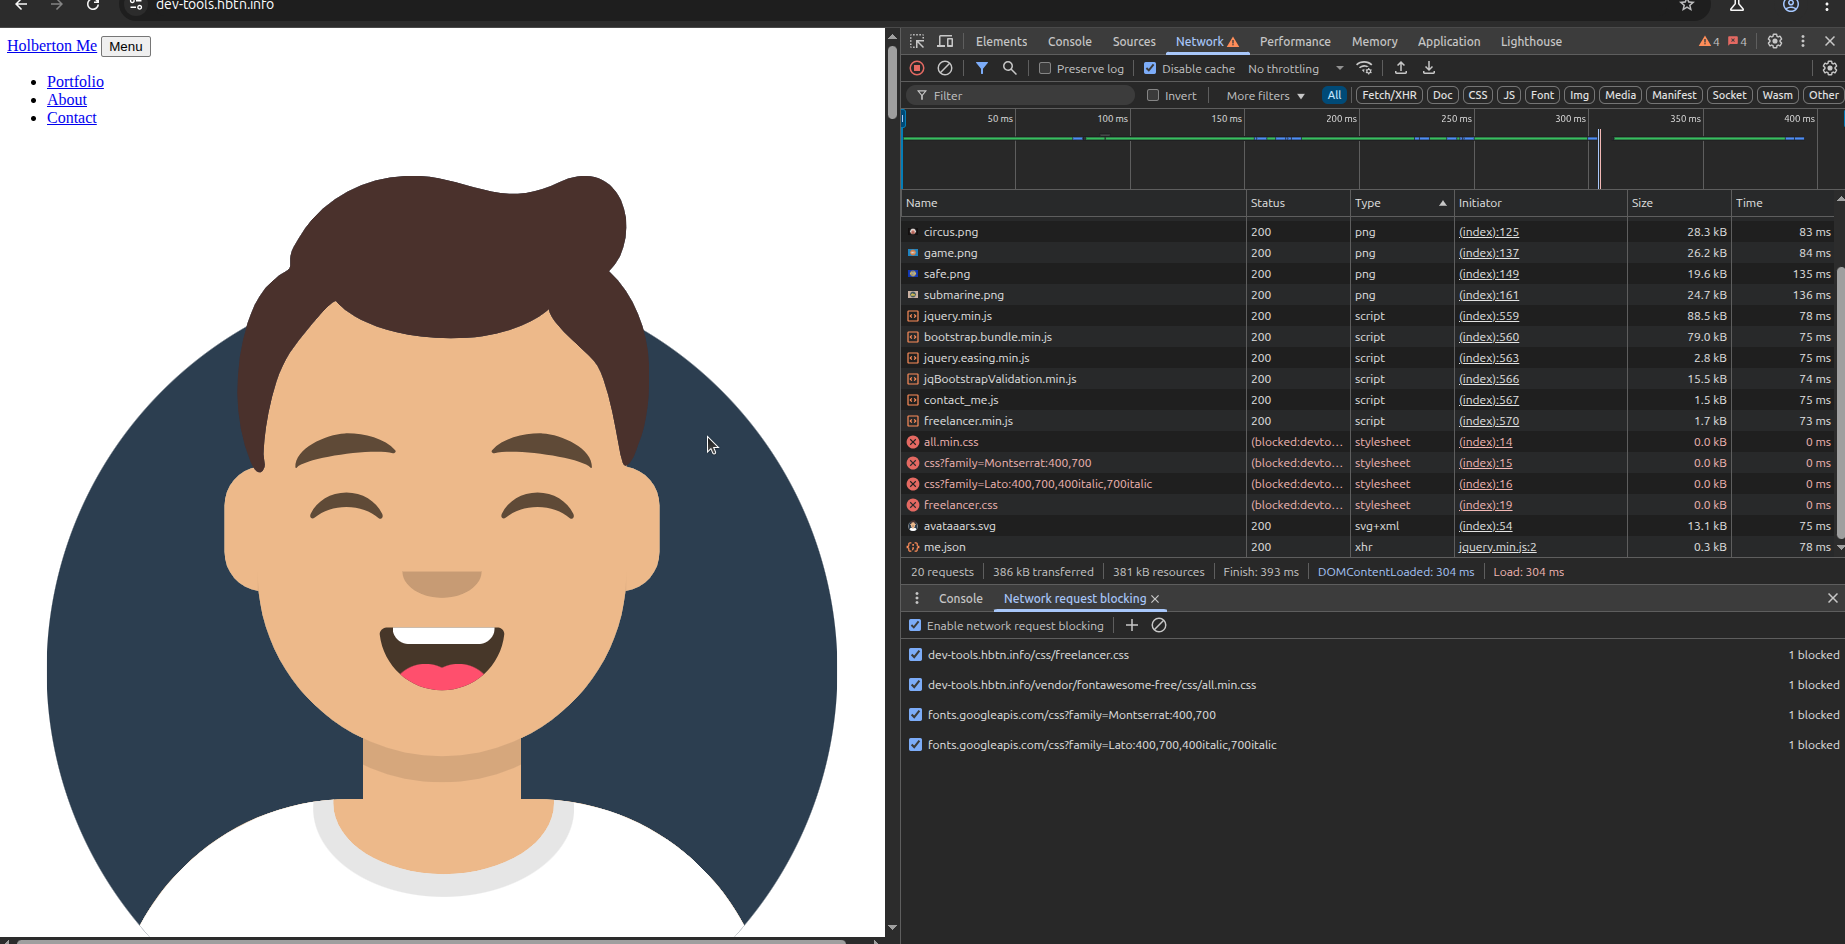 dev-tools.hbtn.info
Holberton Me Menu
Portfolio
About
Contact
Elements Console Sources Network Performance Memory Application Lighthouse 4 4
Preserve log Disable cache No throttling
Filter Invert More filters All Fetch/XHR Doc CSS JS Font Img Media Manifest Socket Wasm Other
50 ms 100 ms 150 ms 200 ms 250 ms 300 ms 350 ms 400 ms
Name Status Type Initiator Size Time
circus.png 200 png (index):125 28.3 kB 83 ms
game.png 200 png (index):137 26.2 kB 84 ms
safe.png 200 png (index):149 19.6 kB 135 ms
submarine.png 200 png (index):161 24.7 kB 136 ms
jquery.min.js 200 script (index):559 88.5 kB 78 ms
bootstrap.bundle.min.js 200 script (index):560 79.0 kB 75 ms
jquery.easing.min.js 200 script (index):563 2.8 kB 75 ms
jqBootstrapValidation.min.js 200 script (index):566 15.5 kB 74 ms
contact_me.js 200 script (index):567 1.5 kB 75 ms
freelancer.min.js 200 script (index):570 1.7 kB 73 ms
all.min.css (blocked:devto... stylesheet (index):14 0.0 kB 0 ms
css?family=Montserrat:400,700 (blocked:devto... stylesheet (index):15 0.0 kB 0 ms
css?family=Lato:400,700,400italic,700italic (blocked:devto... stylesheet (index):16 0.0 kB 0 ms
freelancer.css (blocked:devto... stylesheet (index):19 0.0 kB 0 ms
avataaars.svg 200 svg+xml (index):54 13.1 kB 75 ms
me.json 200 xhr jquery.min.js:2 0.3 kB 78 ms
20 requests 386 kB transferred 381 kB resources Finish: 393 ms DOMContentLoaded: 304 ms Load: 304 ms
Console Network request blocking
Enable network request blocking
dev-tools.hbtn.info/css/freelancer.css 1 blocked
dev-tools.hbtn.info/vendor/fontawesome-free/css/all.min.css 1 blocked
fonts.googleapis.com/css?family=Montserrat:400,700 1 blocked
fonts.googleapis.com/css?family=Lato:400,700,400italic,700italic 1 blocked